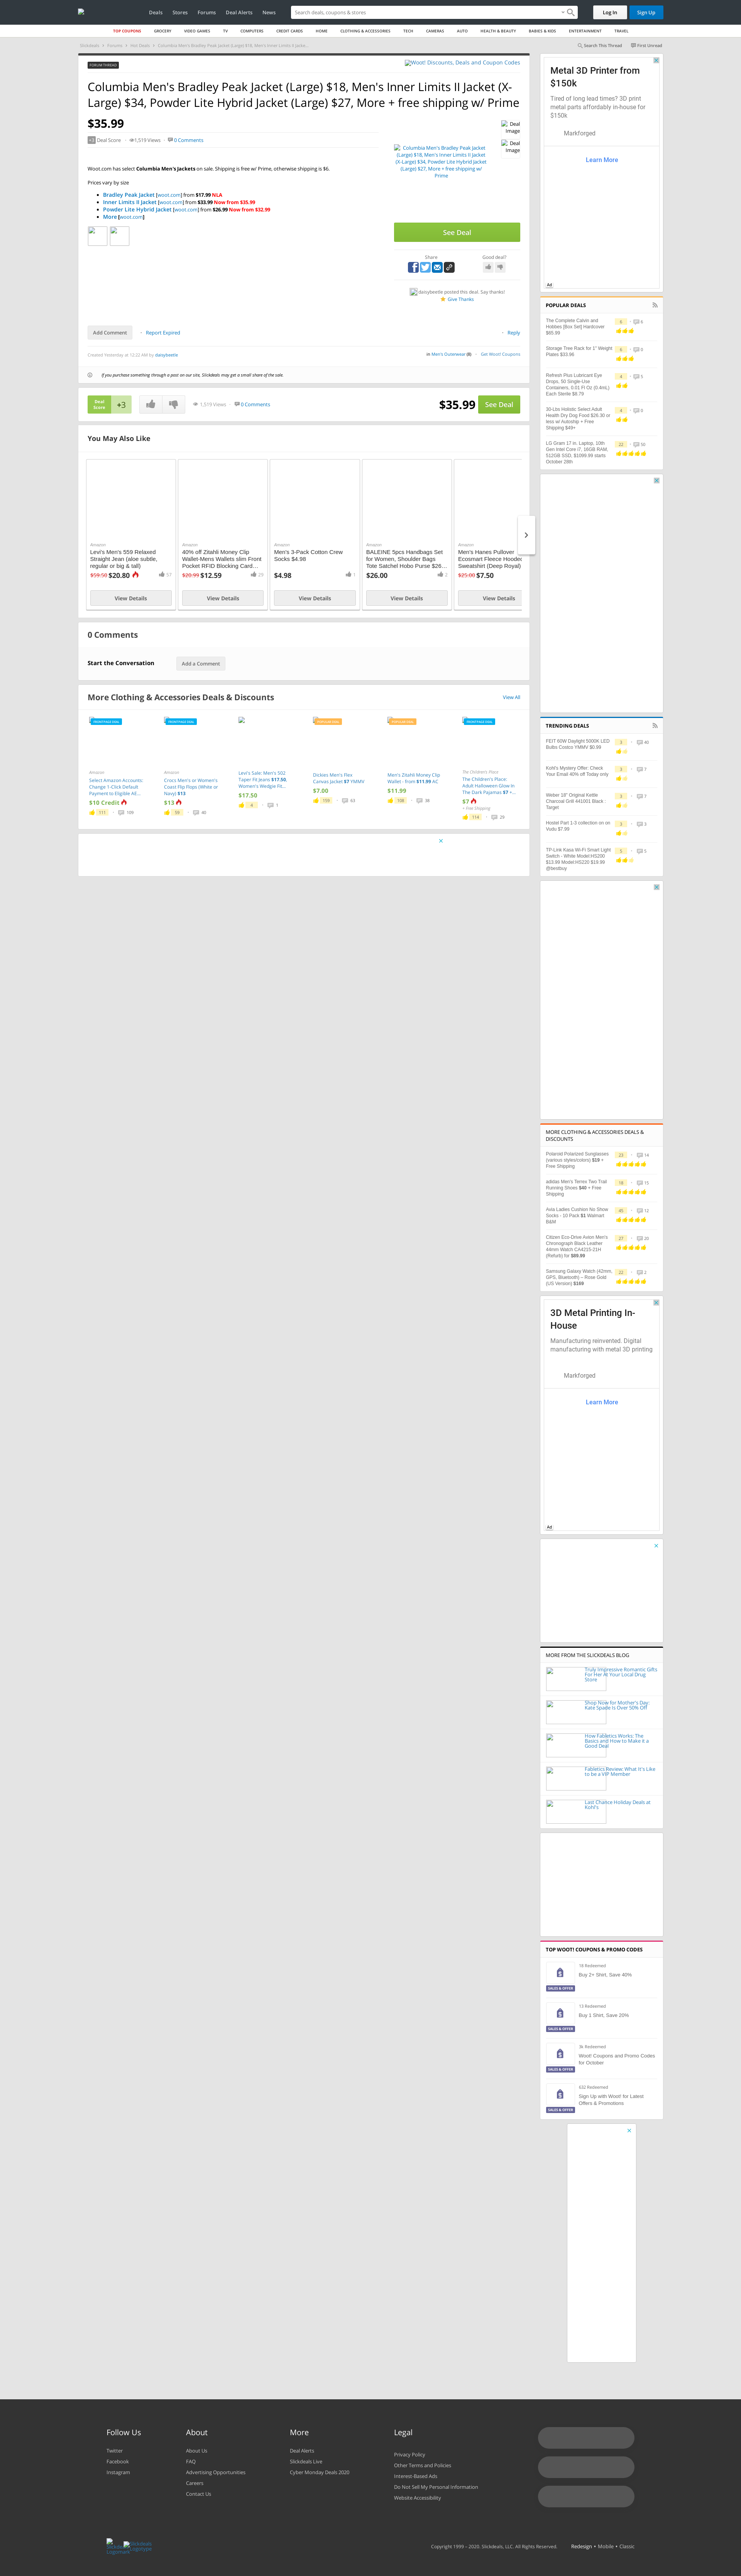 Deals Stores Forums Deal Alerts News
Search deals, coupons & stores
Log In Sign Up
TOP COUPONS GROCERY VIDEO GAMES TV COMPUTERS CREDIT CARDS HOME CLOTHING & ACCESSORIES TECH CAMERAS AUTO HEALTH & BEAUTY BABIES & KIDS ENTERTAINMENT TRAVEL
Slickdeals > Forums > Hot Deals > Columbia Men's Bradley Peak Jacket (Large) $18, Men's Inner Limits II Jacke...
Search This Thread First Unread
FORUM THREAD
Woot! Discounts, Deals and Coupon Codes
Columbia Men's Bradley Peak Jacket (Large) $18, Men's Inner Limits II Jacket (X-
Large) $34, Powder Lite Hybrid Jacket (Large) $27, More + free shipping w/ Prime
$35.99
+3 Deal Score 1,519 Views 0 Comments
Woot.com has select Columbia Men's Jackets on sale. Shipping is free w/ Prime, otherwise shipping is $6.
Prices vary by size
Bradley Peak Jacket [woot.com] from $17.99 NLA
Inner Limits II Jacket [woot.com] from $33.99 Now from $35.99
Powder Lite Hybrid Jacket [woot.com] from $26.99 Now from $32.99
More [woot.com]
Columbia Men's Bradley Peak Jacket
(Large) $18, Men's Inner Limits II Jacket
(X-Large) $34, Powder Lite Hybrid Jacket
(Large) $27, More + free shipping w/
Prime
Deal
Image
Deal
Image
See Deal
Share
Good deal?
daisybeetle posted this deal. Say thanks!
Give Thanks
Add Comment
Report Expired
Reply
Created Yesterday at 12:22 AM by daisybeetle
in Men's Outerwear (8) Get Woot! Coupons
If you purchase something through a post on our site, Slickdeals may get a small share of the sale.
Deal
Score
+3
1,519 Views 0 Comments
$35.99
See Deal
You May Also Like
Amazon
Levi's Men's 559 Relaxed
Straight Jean (aloe subtle,
regular or big & tall)
$59.50 $20.80 57
View Details
Amazon
40% off Zitahli Money Clip
Wallet-Mens Wallets slim Front
Pocket RFID Blocking Card...
$20.99 $12.59 29
View Details
Amazon
Men's 3-Pack Cotton Crew
Socks $4.98
$4.98 1
View Details
Amazon
BALEINE 5pcs Handbags Set
for Women, Shoulder Bags
Tote Satchel Hobo Purse $26...
$26.00 2
View Details
Amazon
Men's Hanes Pullover
Ecosmart Fleece Hooded
Sweatshirt (Deep Royal)
$25.00 $7.50
View Details
0 Comments
Start the Conversation
Add a Comment
More Clothing & Accessories Deals & Discounts
View All
FRONTPAGE DEAL
Amazon
Select Amazon Accounts:
Change 1-Click Default
Payment to Eligible AE...
$10 Credit
111 109
FRONTPAGE DEAL
Amazon
Crocs Men's or Women's
Coast Flip Flops (White or
Navy) $13
$13
56 40
Levi's Sale: Men's 502
Taper Fit Jeans $17.50,
Women's Wedgie Fit...
$17.50
4 1
POPULAR DEAL
Dickies Men's Flex
Canvas Jacket $7 YMMV
$7.00
159 63
POPULAR DEAL
Men's Zitahli Money Clip
Wallet - from $11.99 AC
$11.99
108 36
FRONTPAGE DEAL
The Children's Place
The Children's Place:
Adult Halloween Glow In
The Dark Pajamas $7 +...
$7
+ Free Shipping
114 29
Metal 3D Printer from
$150k
Tired of long lead times? 3D print
metal parts affordably in-house for
$150k
Markforged
Learn More
Ad
POPULAR DEALS
The Complete Calvin and
Hobbes [Box Set] Hardcover
$65.99
6 6
Storage Tree Rack for 1" Weight
Plates $33.96
6 0
Refresh Plus Lubricant Eye
Drops, 50 Single-Use
Containers, 0.01 Fl Oz (0.4mL)
Each Sterile $8.79
4 5
30-Lbs Holistic Select Adult
Health Dry Dog Food $26.30 or
less w/ Autoship + Free
Shipping $49+
4 0
LG Gram 17 in. Laptop, 10th
Gen Intel Core i7, 16GB RAM,
512GB SSD, $1099.99 starts
October 26th
22 50
TRENDING DEALS
FEIT 60W Daylight 5000K LED
Bulbs Costco YMMV $0.99
3 40
Kohl's Mystery Offer, Check
Your Email 40% off Today only
3 7
Weber 18" Original Kettle
Charcoal Grill 441001 Black :
Target
3 7
Hostel Part 1-3 collection on on
Vudu $7.99
3 3
TP-Link Kasa Wi-Fi Smart Light
Switch - White Model:HS200
$13.99 Model:HS220 $19.99
@bestbuy
5
MORE CLOTHING & ACCESSORIES DEALS &
DISCOUNTS
Polaroid Polarized Sunglasses
(various styles/colors) $19 +
Free Shipping
23 14
adidas Men's Terrex Two Trail
Running Shoes $40 + Free
Shipping
18 15
Avia Ladies Cushion No Show
Socks - 10 Pack $1 Walmart
B&M
45 12
Citizen Eco-Drive Avion Men's
Chronograph Black Leather
44mm Watch CA4215-21H
(Refurb) for $89.99
27 20
Samsung Galaxy Watch (42mm,
GPS, Bluetooth) – Rose Gold
(US Version) $169
22 2
3D Metal Printing In-
House
Manufacturing reinvented. Digital
manufacturing with metal 3D printing
Markforged
Learn More
Ad
MORE FROM THE SLICKDEALS BLOG
Truly Impressive Romantic Gifts
For Her At Your Local Drug
Store
Shop Now for Mother's Day:
Kate Spade Is Over 50% Off
How Fabletics Works: The
Basics and How to Make it a
Good Deal
Fabletics Review: What It's Like
to be a VIP Member
Last Chance Holiday Deals at
Kohl's
TOP WOOT! COUPONS & PROMO CODES
18 Redeemed
Buy 2+ Shirt, Save 40%
SALES & OFFER
13 Redeemed
Buy 1 Shirt, Save 20%
SALES & OFFER
3k Redeemed
Woot! Coupons and Promo Codes
for October
SALES & OFFER
632 Redeemed
Sign Up with Woot! for Latest
Offers & Promotions
SALES & OFFER
Follow Us
Twitter
Facebook
Instagram
About
About Us
FAQ
Advertising Opportunities
Careers
Contact Us
More
Deal Alerts
Slickdeals Live
Cyber Monday Deals 2020
Legal
Privacy Policy
Other Terms and Policies
Interest-Based Ads
Do Not Sell My Personal Information
Website Accessibility
Slickdeals
Logomark
Slickdeals
Logotype
Copyright 1999 – 2020. Slickdeals, LLC. All Rights Reserved.
Redesign • Mobile • Classic